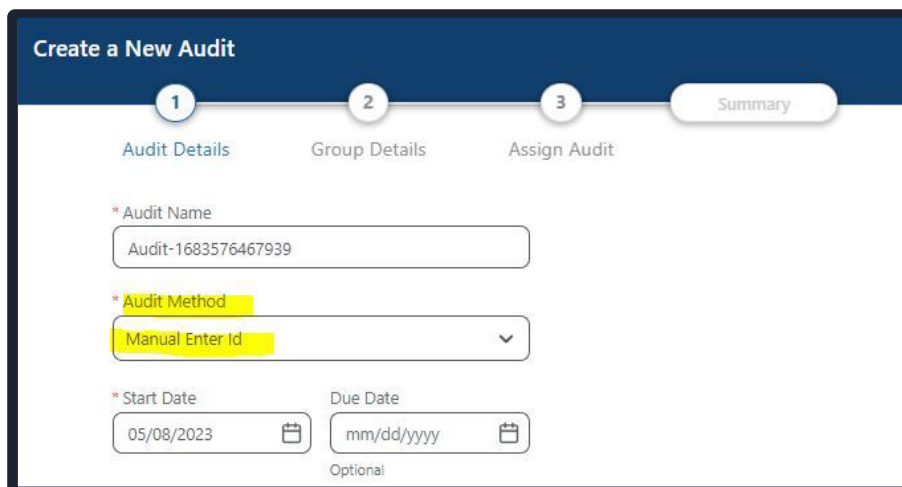 Create a New Audit
1 2 3 Summary
Audit Details Group Details Assign Audit
* Audit Name
Audit-1683576467939
* Audit Method
Manual Enter Id
* Start Date Due Date
05/08/2023 mm/dd/yyyy
Optional